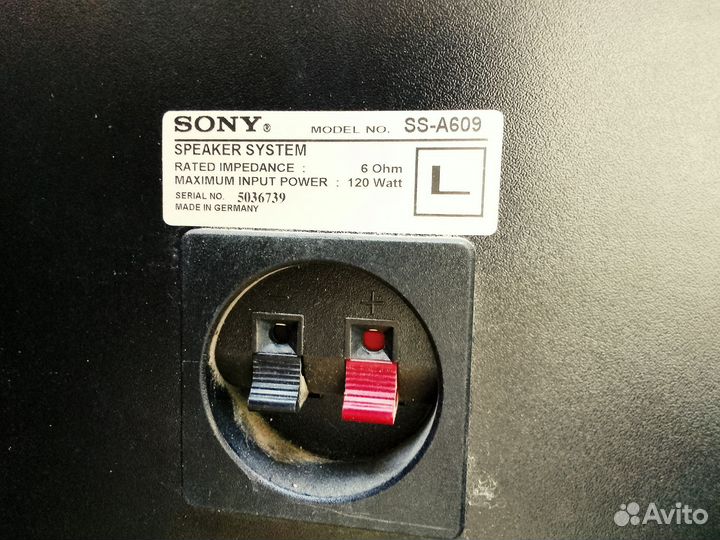 SONY® MODEL NO. SS-A609
SPEAKER SYSTEM
RATED IMPEDANCE : 6 Ohm
MAXIMUM INPUT POWER : 120 Watt
SERIAL NO. 5036739
MADE IN GERMANY
L
- +
Avito